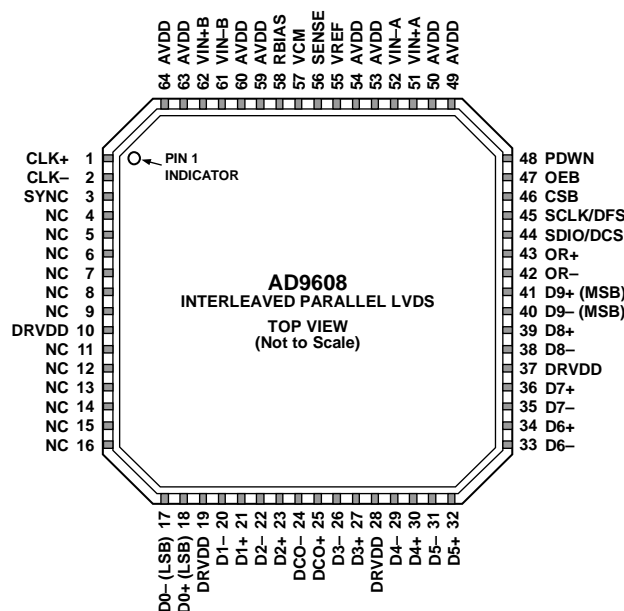 64 AVDD
63 AVDD
62 VIN+B
61 VIN–B
60 AVDD
59 AVDD
58 RBIAS
57 VCM
56 SENSE
55 VREF
54 AVDD
53 AVDD
52 VIN–A
51 VIN+A
50 AVDD
49 AVDD
CLK+ 1
CLK– 2
SYNC 3
NC 4
NC 5
NC 6
NC 7
NC 8
NC 9
DRVDD 10
NC 11
NC 12
NC 13
NC 14
NC 15
NC 16
PIN 1
INDICATOR
AD9608
INTERLEAVED PARALLEL LVDS
TOP VIEW
(Not to Scale)
48 PDWN
47 OEB
46 CSB
45 SCLK/DFS
44 SDIO/DCS
43 OR+
42 OR–
41 D9+ (MSB)
40 D9– (MSB)
39 D8+
38 D8–
37 DRVDD
36 D7+
35 D7–
34 D6+
33 D6–
D0– (LSB) 17
D0+ (LSB) 18
DRVDD 19
D1– 20
D1+ 21
D2– 22
D2+ 23
DCO– 24
DCO+ 25
D3– 26
D3+ 27
DRVDD 28
D4– 29
D4+ 30
D5– 31
D5+ 32